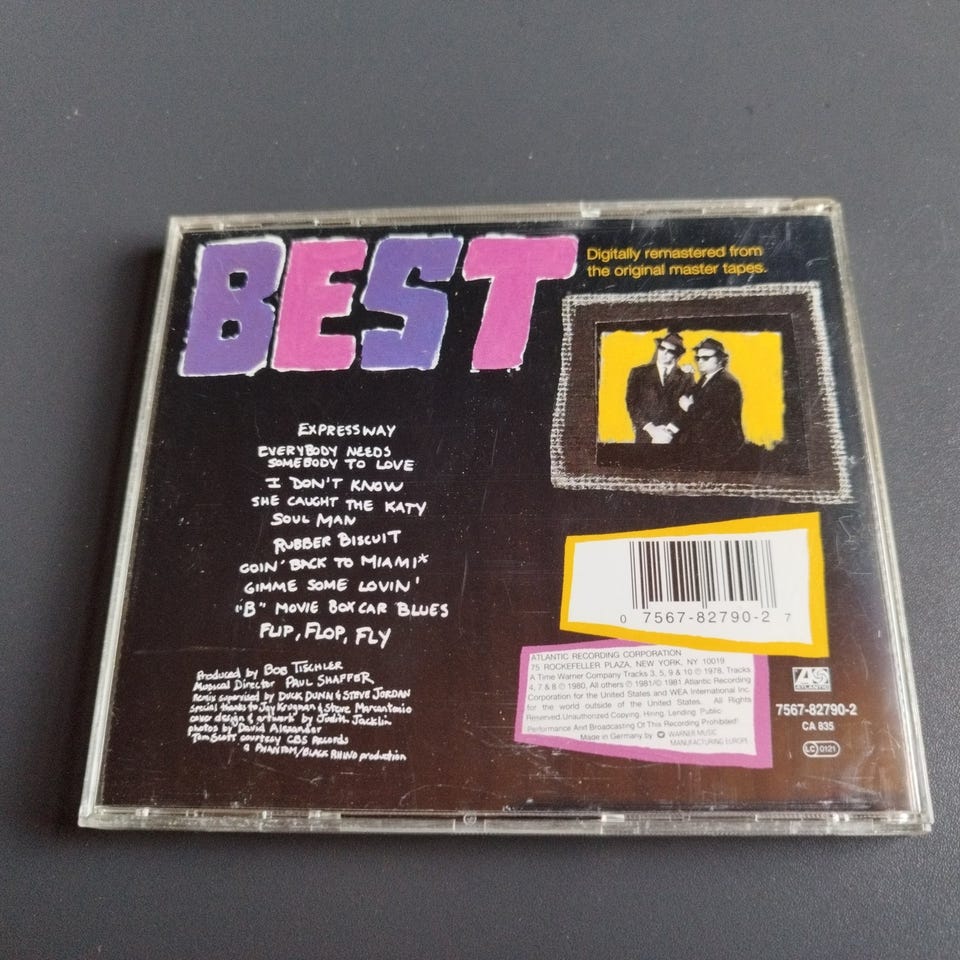 BEST
Digitally remastered from
the original master tapes.
EXPRESSWAY
EVERYBODY NEEDS
SOMEBODY TO LOVE
I DON'T KNOW
SHE CAUGHT THE KATY
SOUL MAN
RUBBER BISCUIT
GOIN' BACK TO MIAMI*
GIMME SOME LOVIN'
"B" MOVIE BOX CAR BLUES
FLIP, FLOP, FLY
Produced by BOB TISCHLER
Musical Director PAUL SHAFFER
Remix supervised by DUCK DUNN & STEVE JORDAN
special thanks to Jay Krugman & Steve Marcantonio
cover design & artwork by Judith Jacklin
photos by David Alexander
Tom Scott courtesy CBS Records
a PHANTOM/BLACK RHINO production
0 7567-82790-2 7
ATLANTIC RECORDING CORPORATION
75 ROCKEFELLER PLAZA, NEW YORK, NY 10019
A Time Warner Company Tracks 3, 5, 9 & 10 ℗ 1978, Tracks
4, 7 & 8 ℗ 1980, All others ℗ 1981/© 1981 Atlantic Recording
Corporation for the United States and WEA International Inc.
for the world outside of the United States. All Rights
Reserved. Unauthorized Copying, Hiring, Lending, Public
Performance And Broadcasting Of This Recording Prohibited!
Made in Germany by WARNER MUSIC
MANUFACTURING EUROPE
ATLANTIC
7567-82790-2
CA 835
LC 0121